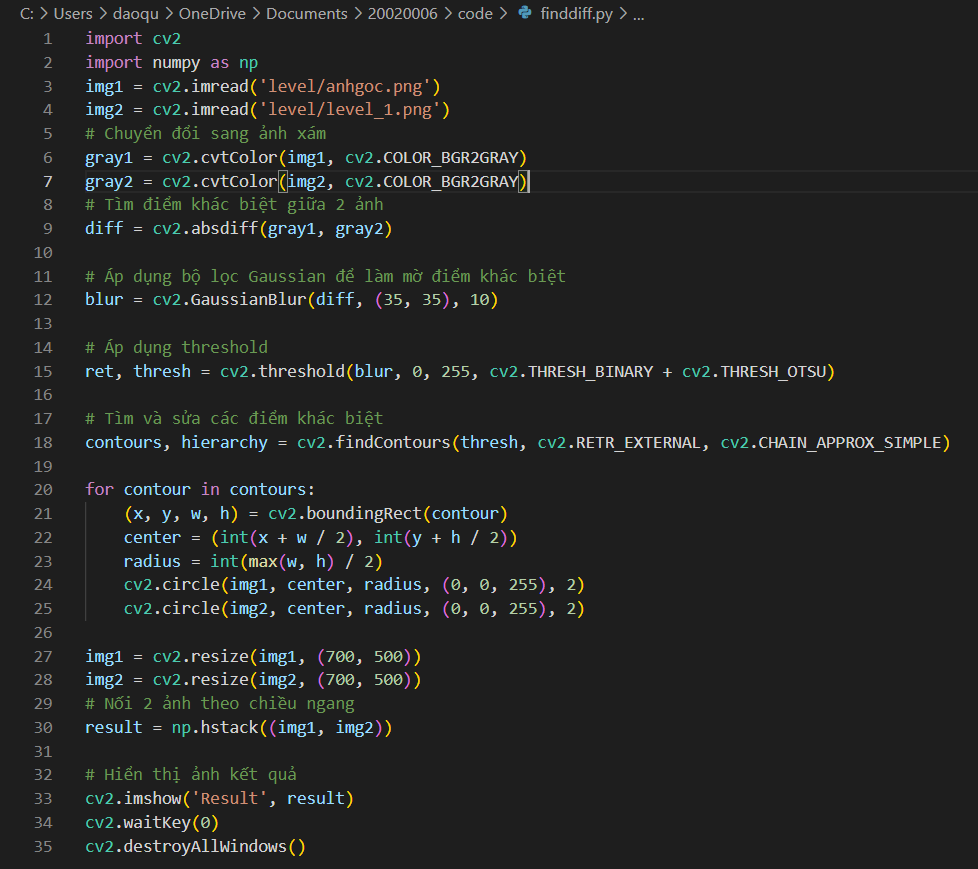 C: > Users > daoqu > OneDrive > Documents > 20020006 > code > finddiff.py > ...
1 import cv2
2 import numpy as np
3 img1 = cv2.imread('level/anhgoc.png')
4 img2 = cv2.imread('level/level_1.png')
5 # Chuyển đổi sang ảnh xám
6 gray1 = cv2.cvtColor(img1, cv2.COLOR_BGR2GRAY)
7 gray2 = cv2.cvtColor(img2, cv2.COLOR_BGR2GRAY)
8 # Tìm điểm khác biệt giữa 2 ảnh
9 diff = cv2.absdiff(gray1, gray2)
10
11 # Áp dụng bộ lọc Gaussian để làm mờ điểm khác biệt
12 blur = cv2.GaussianBlur(diff, (35, 35), 10)
13
14 # Áp dụng threshold
15 ret, thresh = cv2.threshold(blur, 0, 255, cv2.THRESH_BINARY + cv2.THRESH_OTSU)
16
17 # Tìm và sửa các điểm khác biệt
18 contours, hierarchy = cv2.findContours(thresh, cv2.RETR_EXTERNAL, cv2.CHAIN_APPROX_SIMPLE)
19
20 for contour in contours:
21     (x, y, w, h) = cv2.boundingRect(contour)
22     center = (int(x + w / 2), int(y + h / 2))
23     radius = int(max(w, h) / 2)
24     cv2.circle(img1, center, radius, (0, 0, 255), 2)
25     cv2.circle(img2, center, radius, (0, 0, 255), 2)
26
27 img1 = cv2.resize(img1, (700, 500))
28 img2 = cv2.resize(img2, (700, 500))
29 # Nối 2 ảnh theo chiều ngang
30 result = np.hstack((img1, img2))
31
32 # Hiển thị ảnh kết quả
33 cv2.imshow('Result', result)
34 cv2.waitKey(0)
35 cv2.destroyAllWindows()